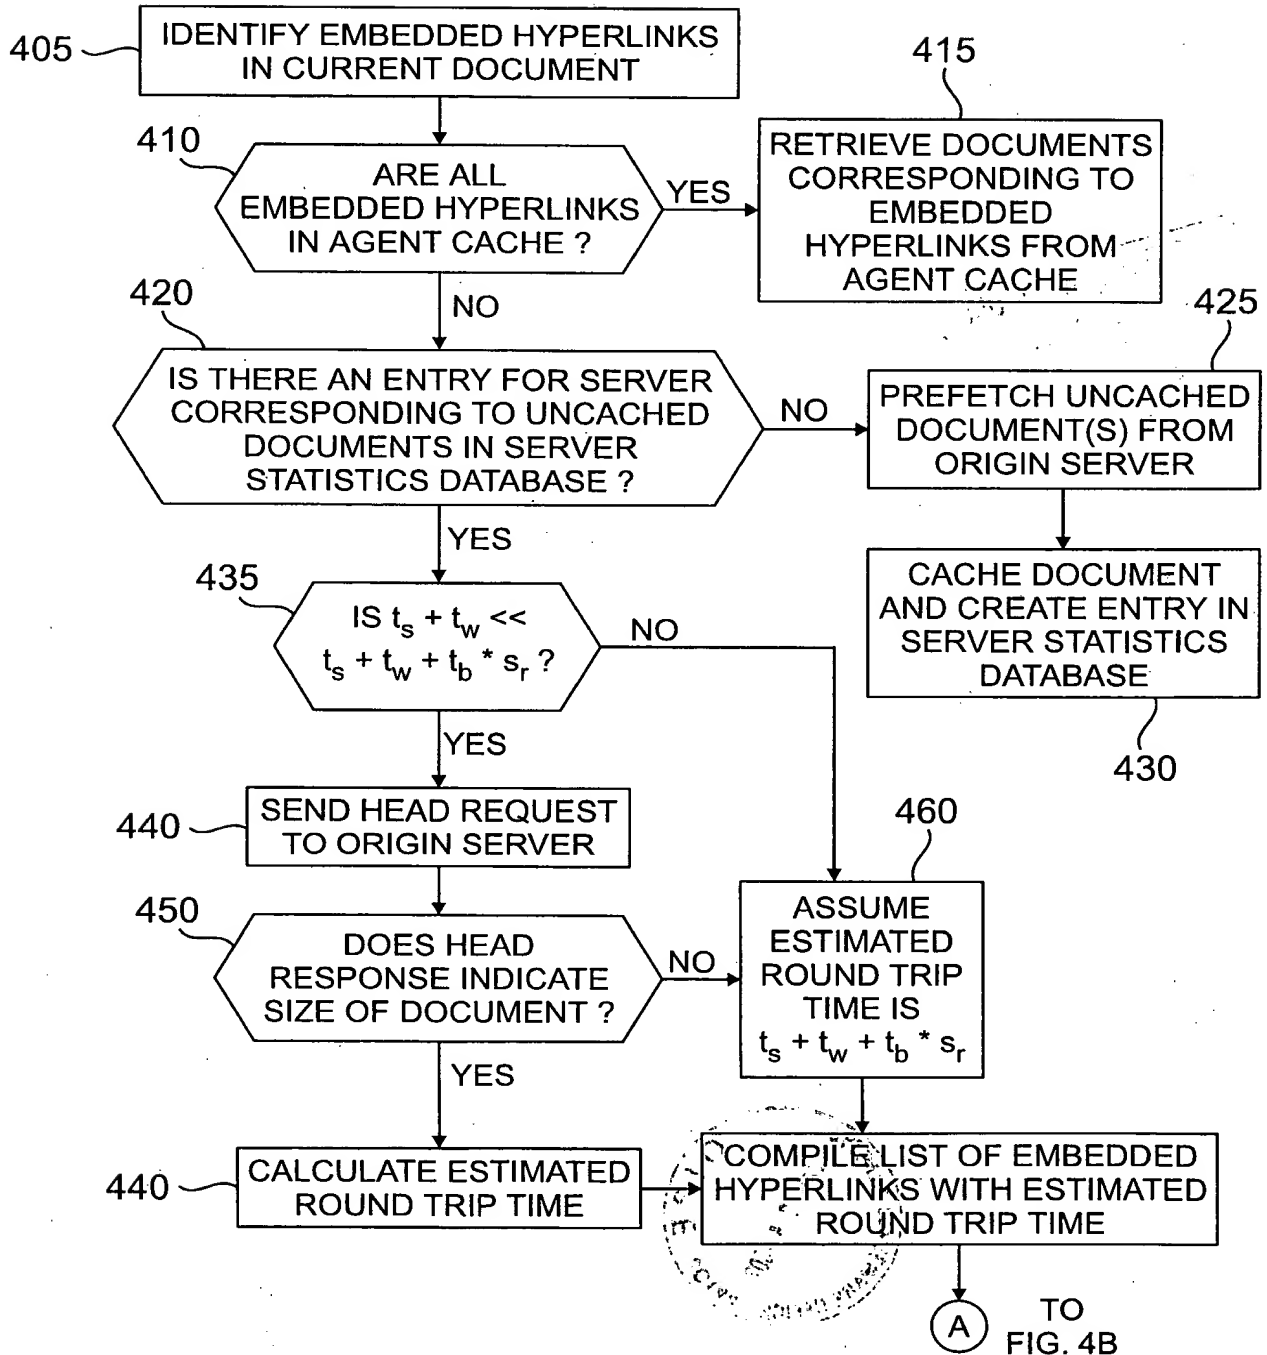 405
IDENTIFY EMBEDDED HYPERLINKS
IN CURRENT DOCUMENT
410
ARE ALL
EMBEDDED HYPERLINKS
IN AGENT CACHE ?
YES
415
RETRIEVE DOCUMENTS
CORRESPONDING TO
EMBEDDED
HYPERLINKS FROM
AGENT CACHE
NO
420
IS THERE AN ENTRY FOR SERVER
CORRESPONDING TO UNCACHED
DOCUMENTS IN SERVER
STATISTICS DATABASE ?
NO
425
PREFETCH UNCACHED
DOCUMENT(S) FROM
ORIGIN SERVER
CACHE DOCUMENT
AND CREATE ENTRY IN
SERVER STATISTICS
DATABASE
430
YES
435
IS ts + tw <<
ts + tw + tb * sr ?
NO
YES
440
SEND HEAD REQUEST
TO ORIGIN SERVER
450
DOES HEAD
RESPONSE INDICATE
SIZE OF DOCUMENT ?
NO
460
ASSUME
ESTIMATED
ROUND TRIP
TIME IS
ts + tw + tb * sr
YES
440
CALCULATE ESTIMATED
ROUND TRIP TIME
COMPILE LIST OF EMBEDDED
HYPERLINKS WITH ESTIMATED
ROUND TRIP TIME
A
TO
FIG. 4B